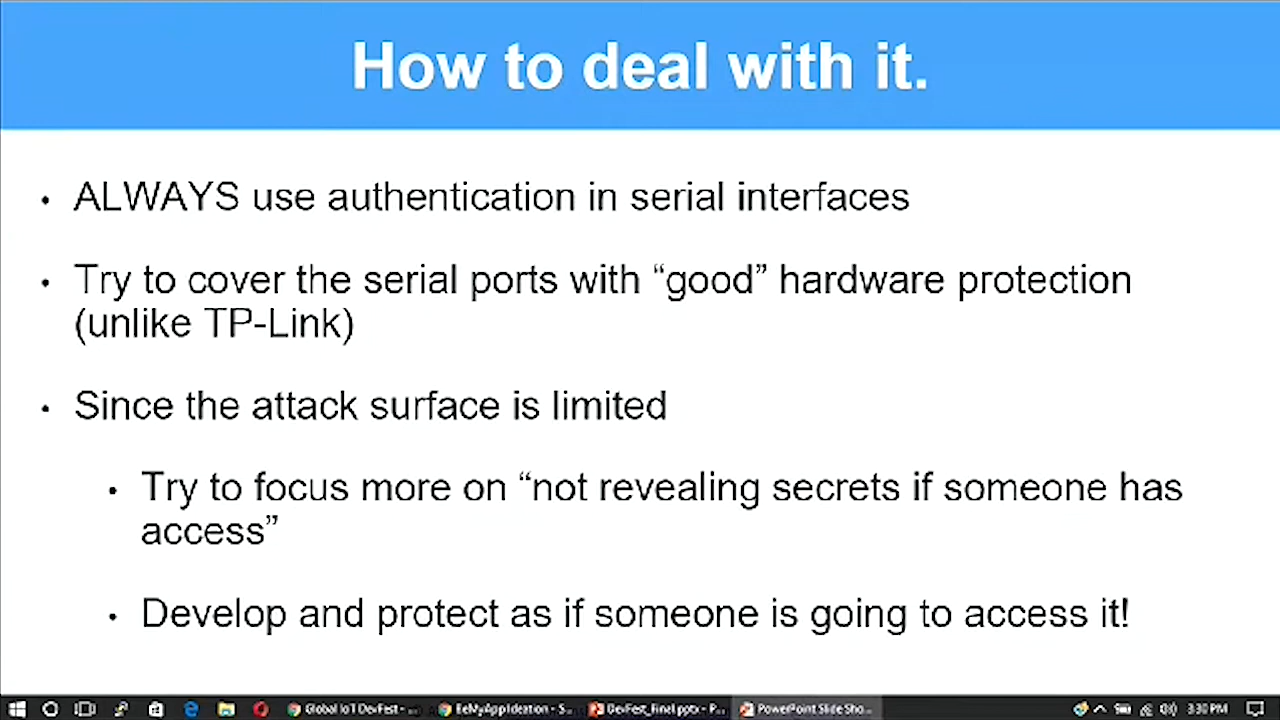 How to deal with it.
• ALWAYS use authentication in serial interfaces
• Try to cover the serial ports with “good” hardware protection
(unlike TP-Link)
• Since the attack surface is limited
• Try to focus more on “not revealing secrets if someone has
access”
• Develop and protect as if someone is going to access it!
Global IoT DevFest - ... EeMyAppIdeation - S... DevFest_Final.pptx - P... PowerPoint Slide Sho... 3:30 PM